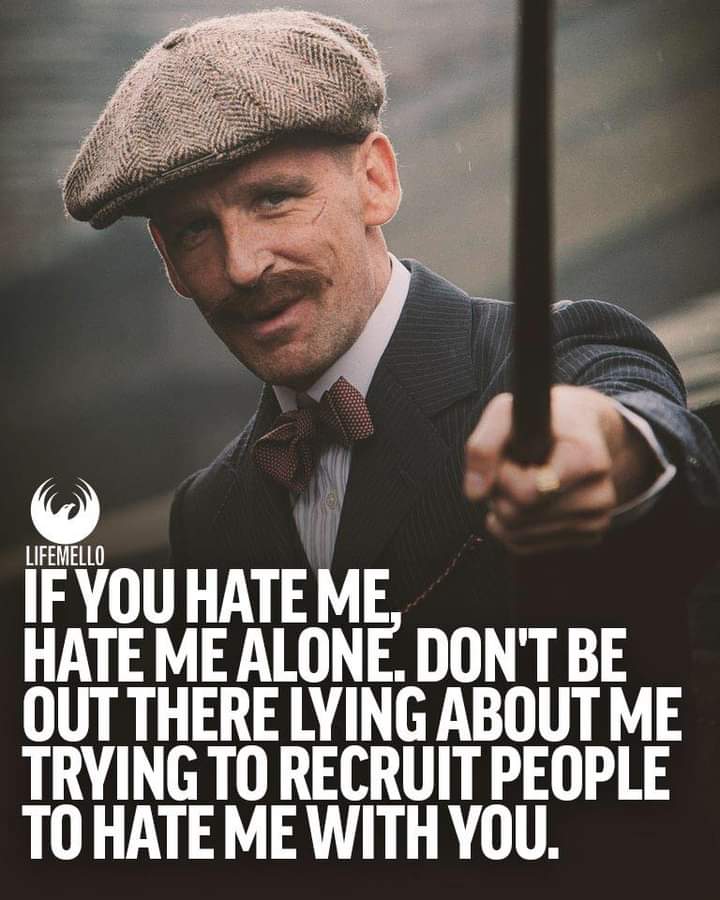 LIFEMELLO
IF YOU HATE ME,
HATE ME ALONE. DON'T BE
OUT THERE LYING ABOUT ME
TRYING TO RECRUIT PEOPLE
TO HATE ME WITH YOU.